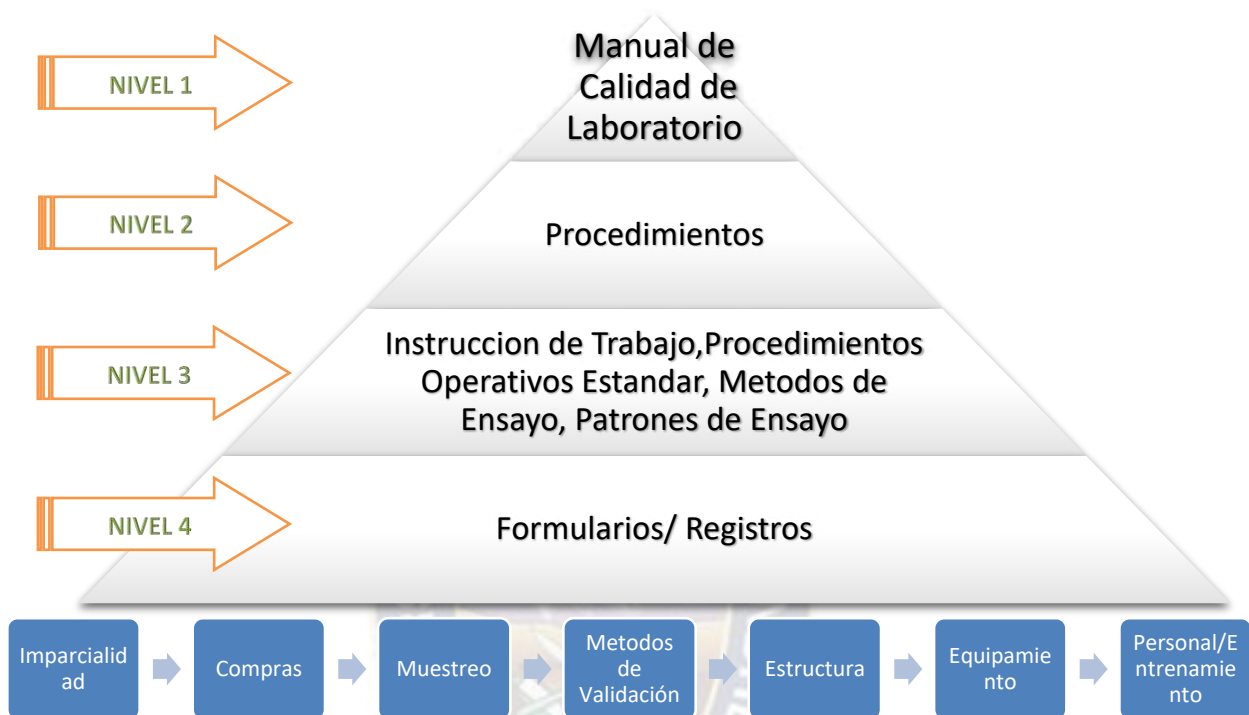 NIVEL 1
Manual de
Calidad de
Laboratorio
NIVEL 2
Procedimientos
NIVEL 3
Instruccion de Trabajo,Procedimientos
Operativos Estandar, Metodos de
Ensayo, Patrones de Ensayo
NIVEL 4
Formularios/ Registros
Imparcialid
ad
Compras
Muestreo
Metodos
de
Validación
Estructura
Equipamie
nto
Personal/E
ntrenamie
nto